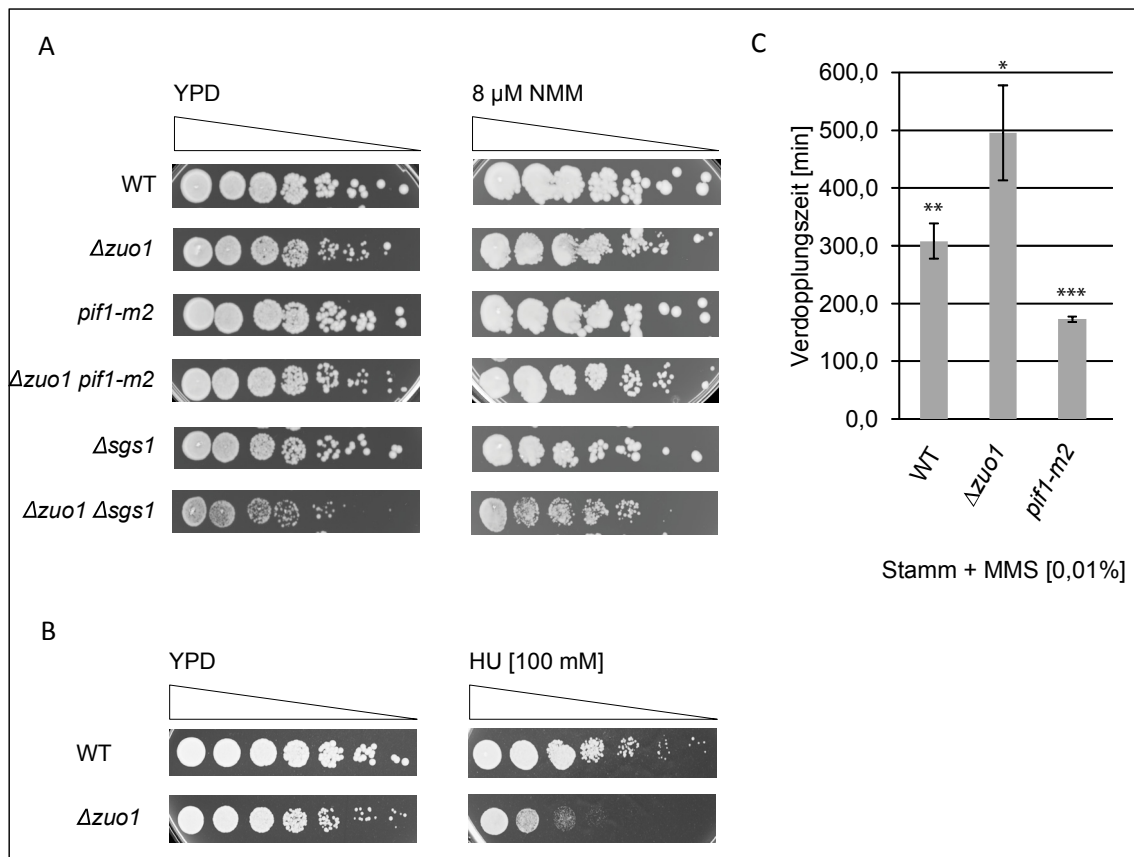 A
YPD
8 µM NMM
WT
Δzuo1
pif1-m2
Δzuo1 pif1-m2
Δsgs1
Δzuo1 Δsgs1
B
YPD
HU [100 mM]
WT
Δzuo1
C
Verdopplungszeit [min]
600,0
500,0
400,0
300,0
200,0
100,0
0,0
*
**
***
WT
Δzuo1
pif1-m2
Stamm + MMS [0,01%]